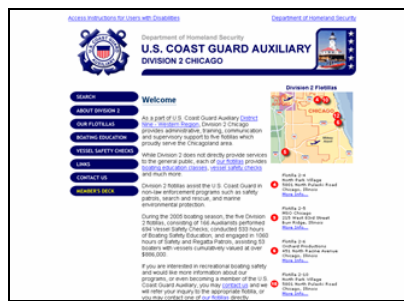 Access Instructions for Users with Disabilities
Department of Homeland Security
Department of Homeland Security
U.S. COAST GUARD AUXILIARY
DIVISION 2 CHICAGO
SEARCH
ABOUT DIVISION 2
OUR FLOTILLAS
BOATING EDUCATION
VESSEL SAFETY CHECKS
LINKS
CONTACT US
MEMBER'S DECK
Welcome
As a part of U.S. Coast Guard Auxiliary District
Nine - Western Region, Division 2 Chicago
provides administrative, training, communication
and supervisory support to five flotillas which
proudly serve the Chicagoland area.
While Division 2 does not directly provide services
to the general public, each of our flotillas provides
boating education classes, vessel safety checks
and much more.
Division 2 flotillas assist the U.S. Coast Guard in
non-law enforcement programs such as safety
patrols, search and rescue, and marine
environmental protection.
During the 2005 boating season, the five Division
2 flotillas, consisting of 166 Auxiliarists performed
694 Vessel Safety Checks, conducted 533 hours
of Boating Safety Education, and engaged in 1060
hours of Safety and Regatta Patrols, assisting 53
boaters with vessels cumulatively valued at over
$886,000.
If you are interested in recreational boating safety
and would like more information about our
programs, or even becoming a member of the U.S.
Coast Guard Auxiliary, you may contact us and we
will refer your inquiry to the appropriate flotilla, or
you may contact one of our flotillas directly.
Division 2 Flotillas
Flotilla 2-4
North Park Village
5801 North Pulaski Road
Chicago, Illinois
More Info...
Flotilla 2-5
Chicago
Burr Ridge, Illinois
More Info...
Flotilla 2-6
Orchard Productions
North Racine Avenue
Chicago, Illinois
More Info...
Flotilla 2-10
North Park Village
5801 North Pulaski Road
Chicago, Illinois